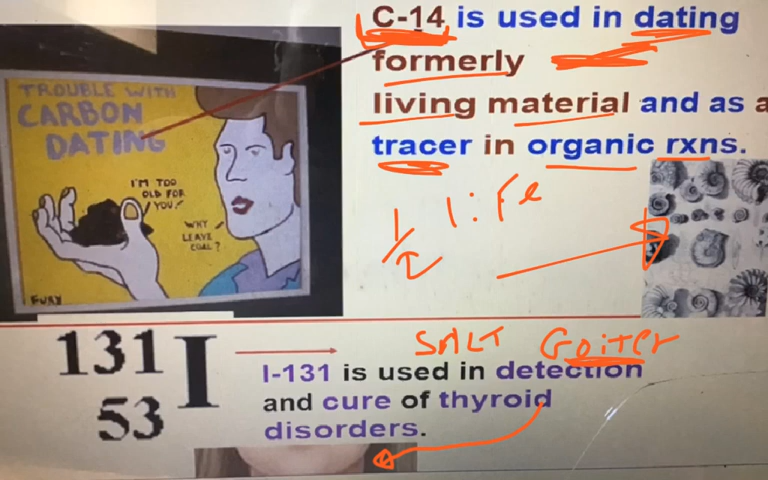 C-14 is used in dating
formerly
living material and as a
tracer in organic rxns.
TROUBLE WITH
CARBON
DATING
I'M TOO
OLD FOR
YOU!
WHY
LEAVE
COAL?
FURY
1/2 life
SALT Goiter
131
53
I
I-131 is used in detection
and cure of thyroid
disorders.